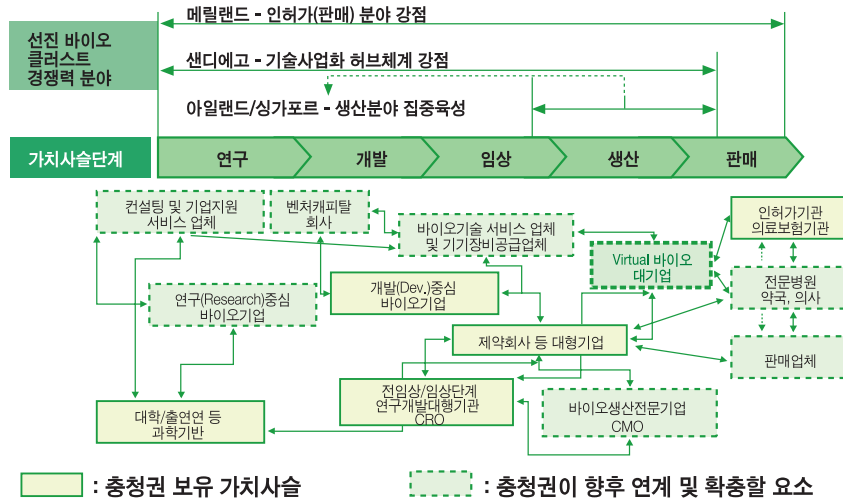 메릴랜드 - 인허가(판매) 분야 강점
선진 바이오
클러스트
경쟁력 분야
샌디에고 - 기술사업화 허브체계 강점
아일랜드/싱가포르 - 생산분야 집중육성
가치사슬단계
연구
개발
임상
생산
판매
컨설팅 및 기업지원
서비스 업체
벤처캐피탈
회사
바이오기술 서비스 업체
및 기기장비공급업체
Virtual 바이오
대기업
인허가기관
의료보험기관
연구(Research)중심
바이오기업
개발(Dev.)중심
바이오기업
전문병원
약국, 의사
제약회사 등 대형기업
판매업체
대학/출연연 등
과학기반
전임상/임상단계
연구개발대행기관
CRO
바이오생산전문기업
CMO
: 충청권 보유 가치사슬
: 충청권이 향후 연계 및 확충할 요소